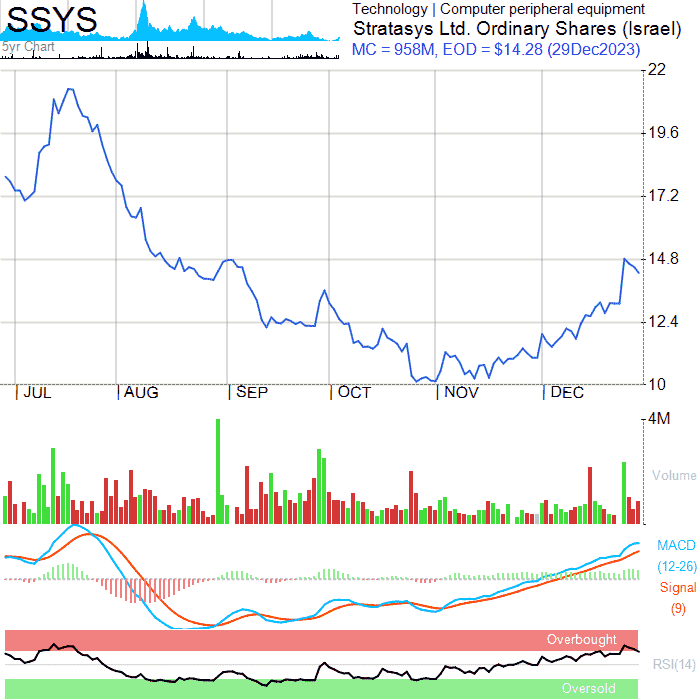 SSYS
5yr Chart
Technology | Computer peripheral equipment
Stratasys Ltd. Ordinary Shares (Israel)
MC = 958M, EOD = $14.28 (29Dec2023)
22
19.6
17.2
14.8
12.4
10
JUL AUG SEP OCT NOV DEC
4M
Volume
MACD
(12-26)
Signal
(9)
Overbought
RSI(14)
Oversold